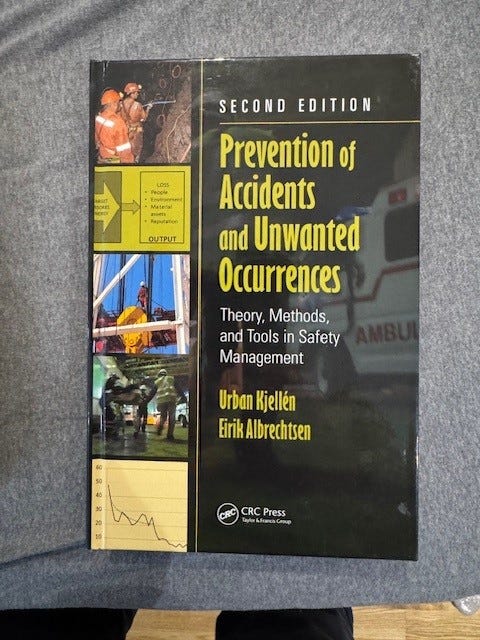 SECOND EDITION
Prevention of
Accidents
and Unwanted
Occurrences
Theory, Methods,
and Tools in Safety
Management
Urban Kjellén
Eirik Albrechtsen
CRC
CRC Press
Taylor & Francis Group
LOSS
• People
• Environment
• Material
assets
• Reputation
OUTPUT
AMBUL
60
50
40
30
20
10